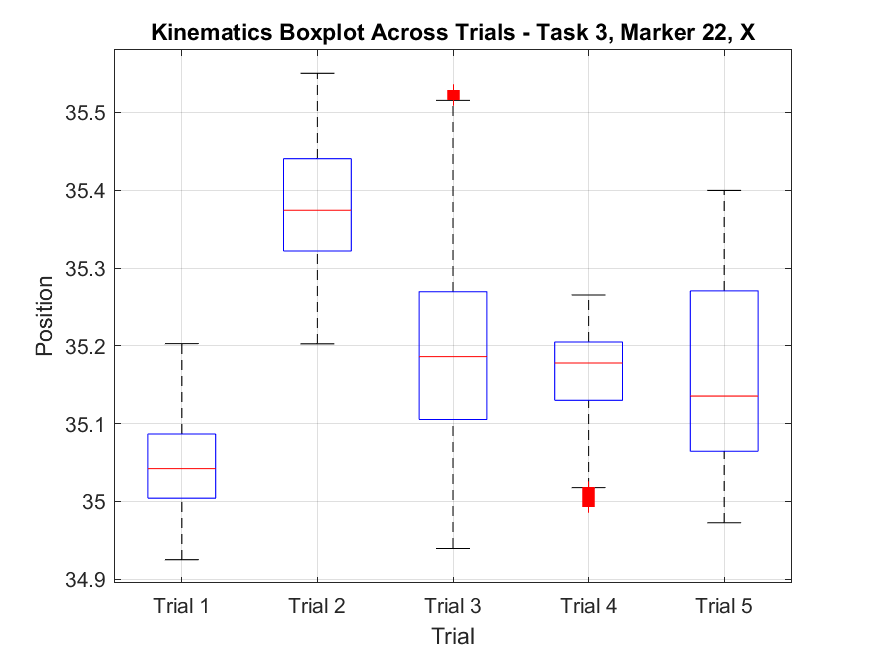 Kinematics Boxplot Across Trials - Task 3, Marker 22, X
Position
35.5
35.4
35.3
35.2
35.1
35
34.9
Trial 1 Trial 2 Trial 3 Trial 4 Trial 5
Trial